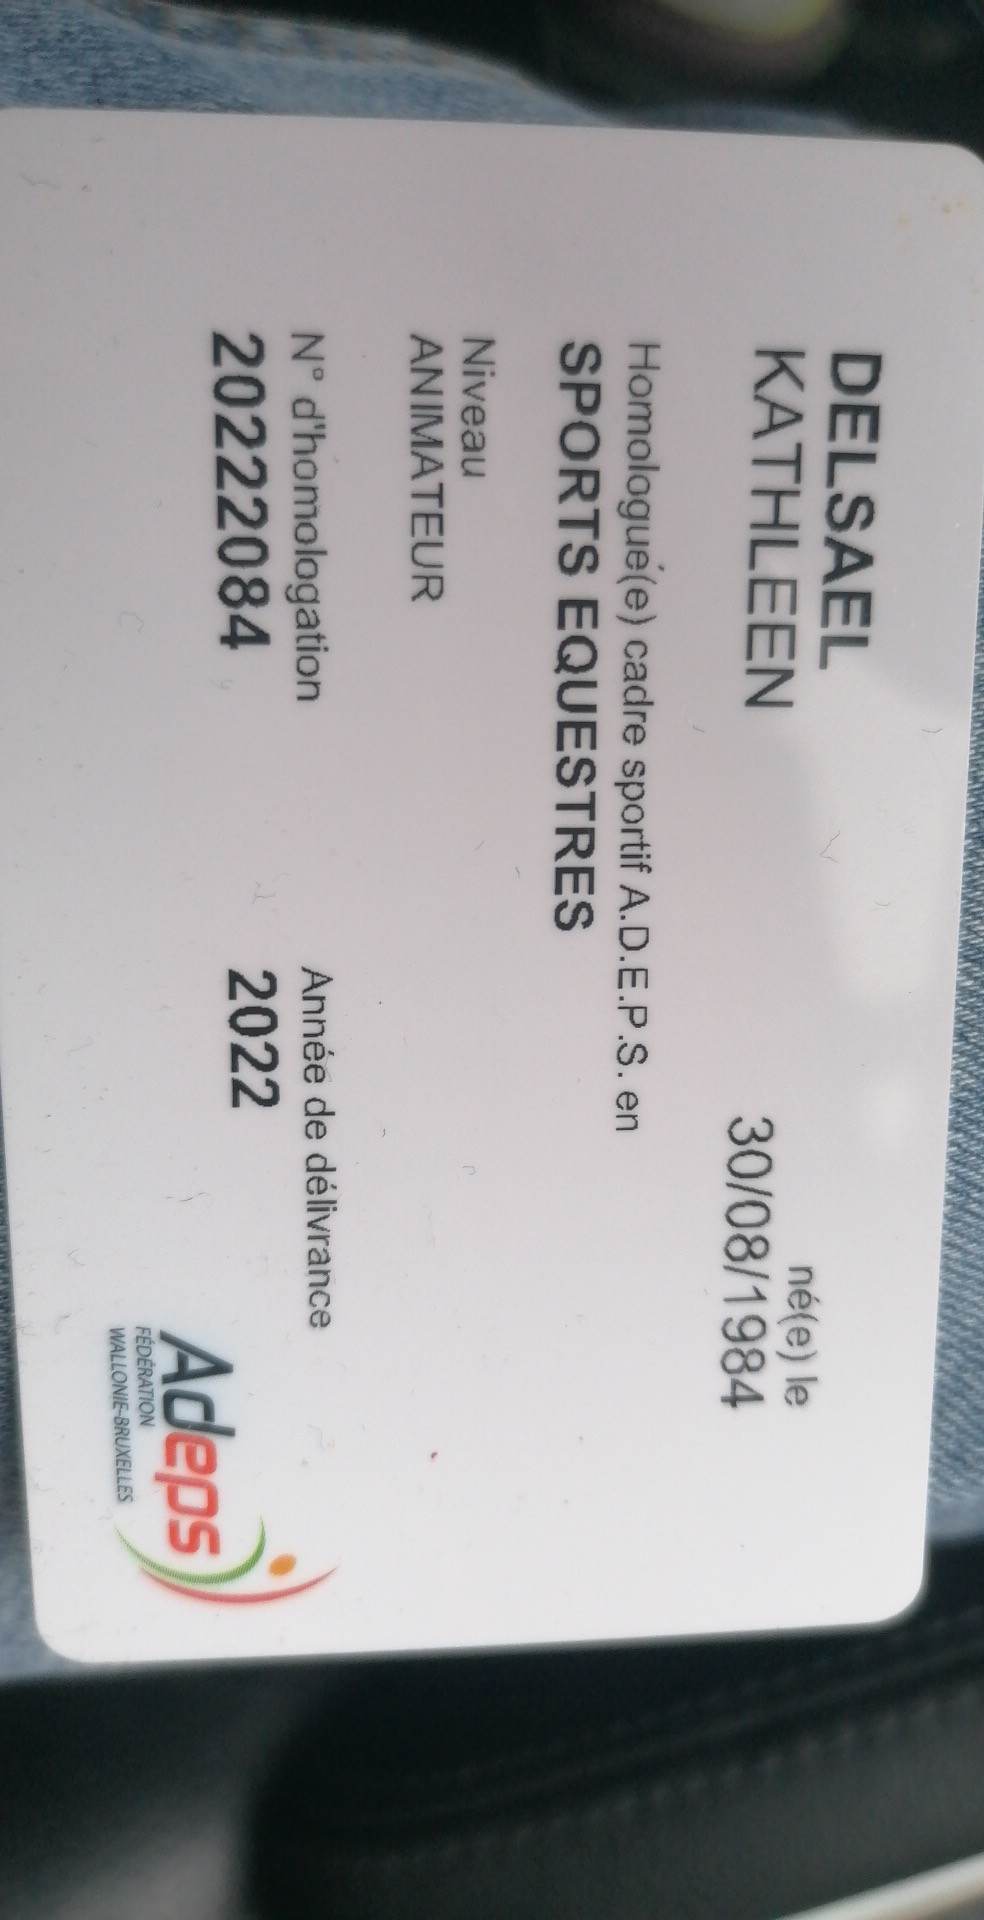 DELSAEL
KATHLEEN
né(e) le
30/08/1984
Homologué(e) cadre sportif A.D.E.P.S. en
SPORTS EQUESTRES
Niveau
ANIMATEUR
N° d'homologation
202222084
Année de délivrance
2022
Adeps
FÉDÉRATION
WALLONIE-BRUXELLES